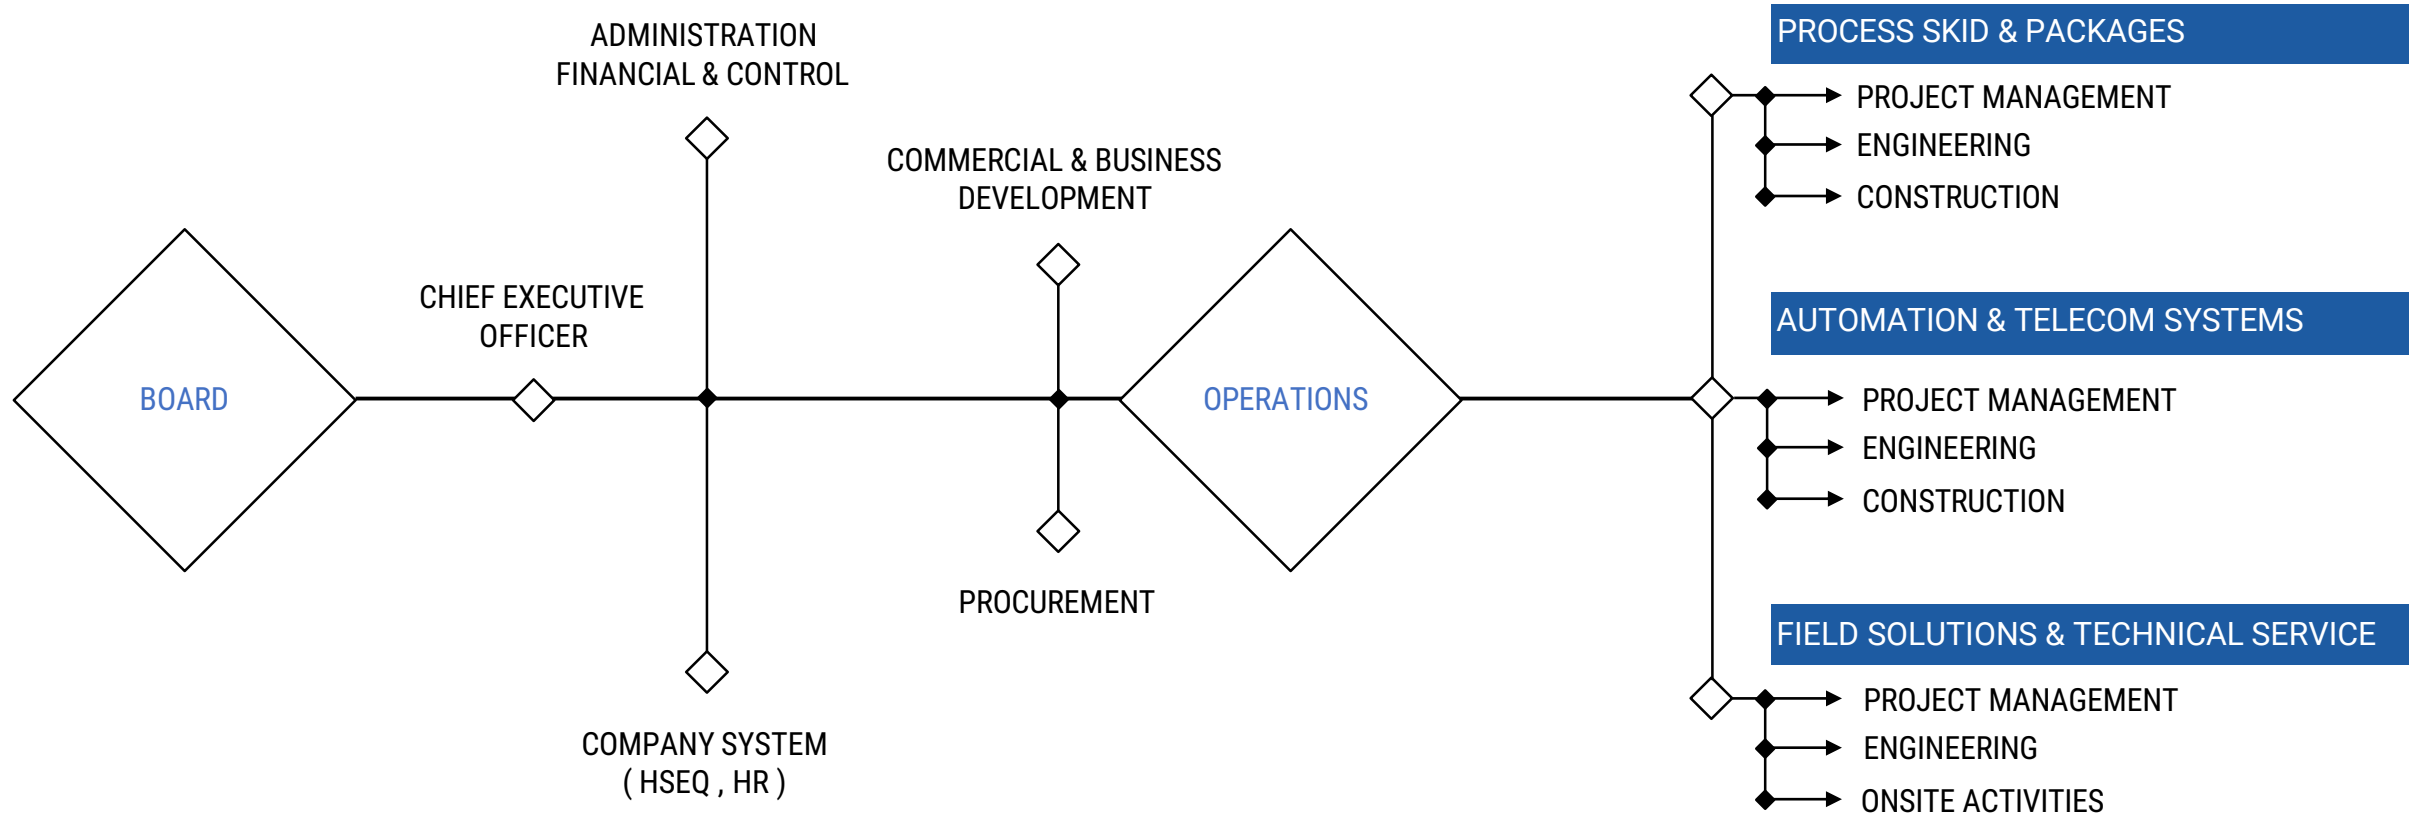 ADMINISTRATION
FINANCIAL & CONTROL
COMMERCIAL & BUSINESS
DEVELOPMENT
CHIEF EXECUTIVE
OFFICER
BOARD
OPERATIONS
PROCUREMENT
COMPANY SYSTEM
( HSEQ , HR )
PROCESS SKID & PACKAGES
PROJECT MANAGEMENT
ENGINEERING
CONSTRUCTION
AUTOMATION & TELECOM SYSTEMS
PROJECT MANAGEMENT
ENGINEERING
CONSTRUCTION
FIELD SOLUTIONS & TECHNICAL SERVICE
PROJECT MANAGEMENT
ENGINEERING
ONSITE ACTIVITIES